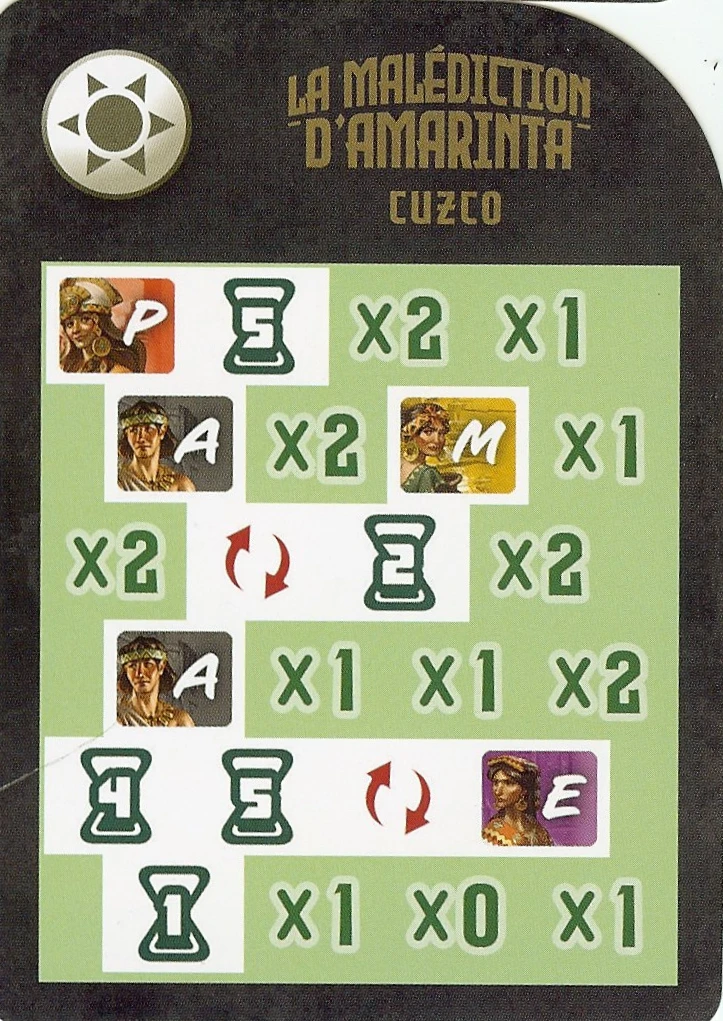 LA MALÉDICTION
D'AMARINTA
CUZCO
P 5 X2 X1
A X2 M X1
X2 2 X2
A X1 X1 X2
4 5 E
1 X1 X0 X1